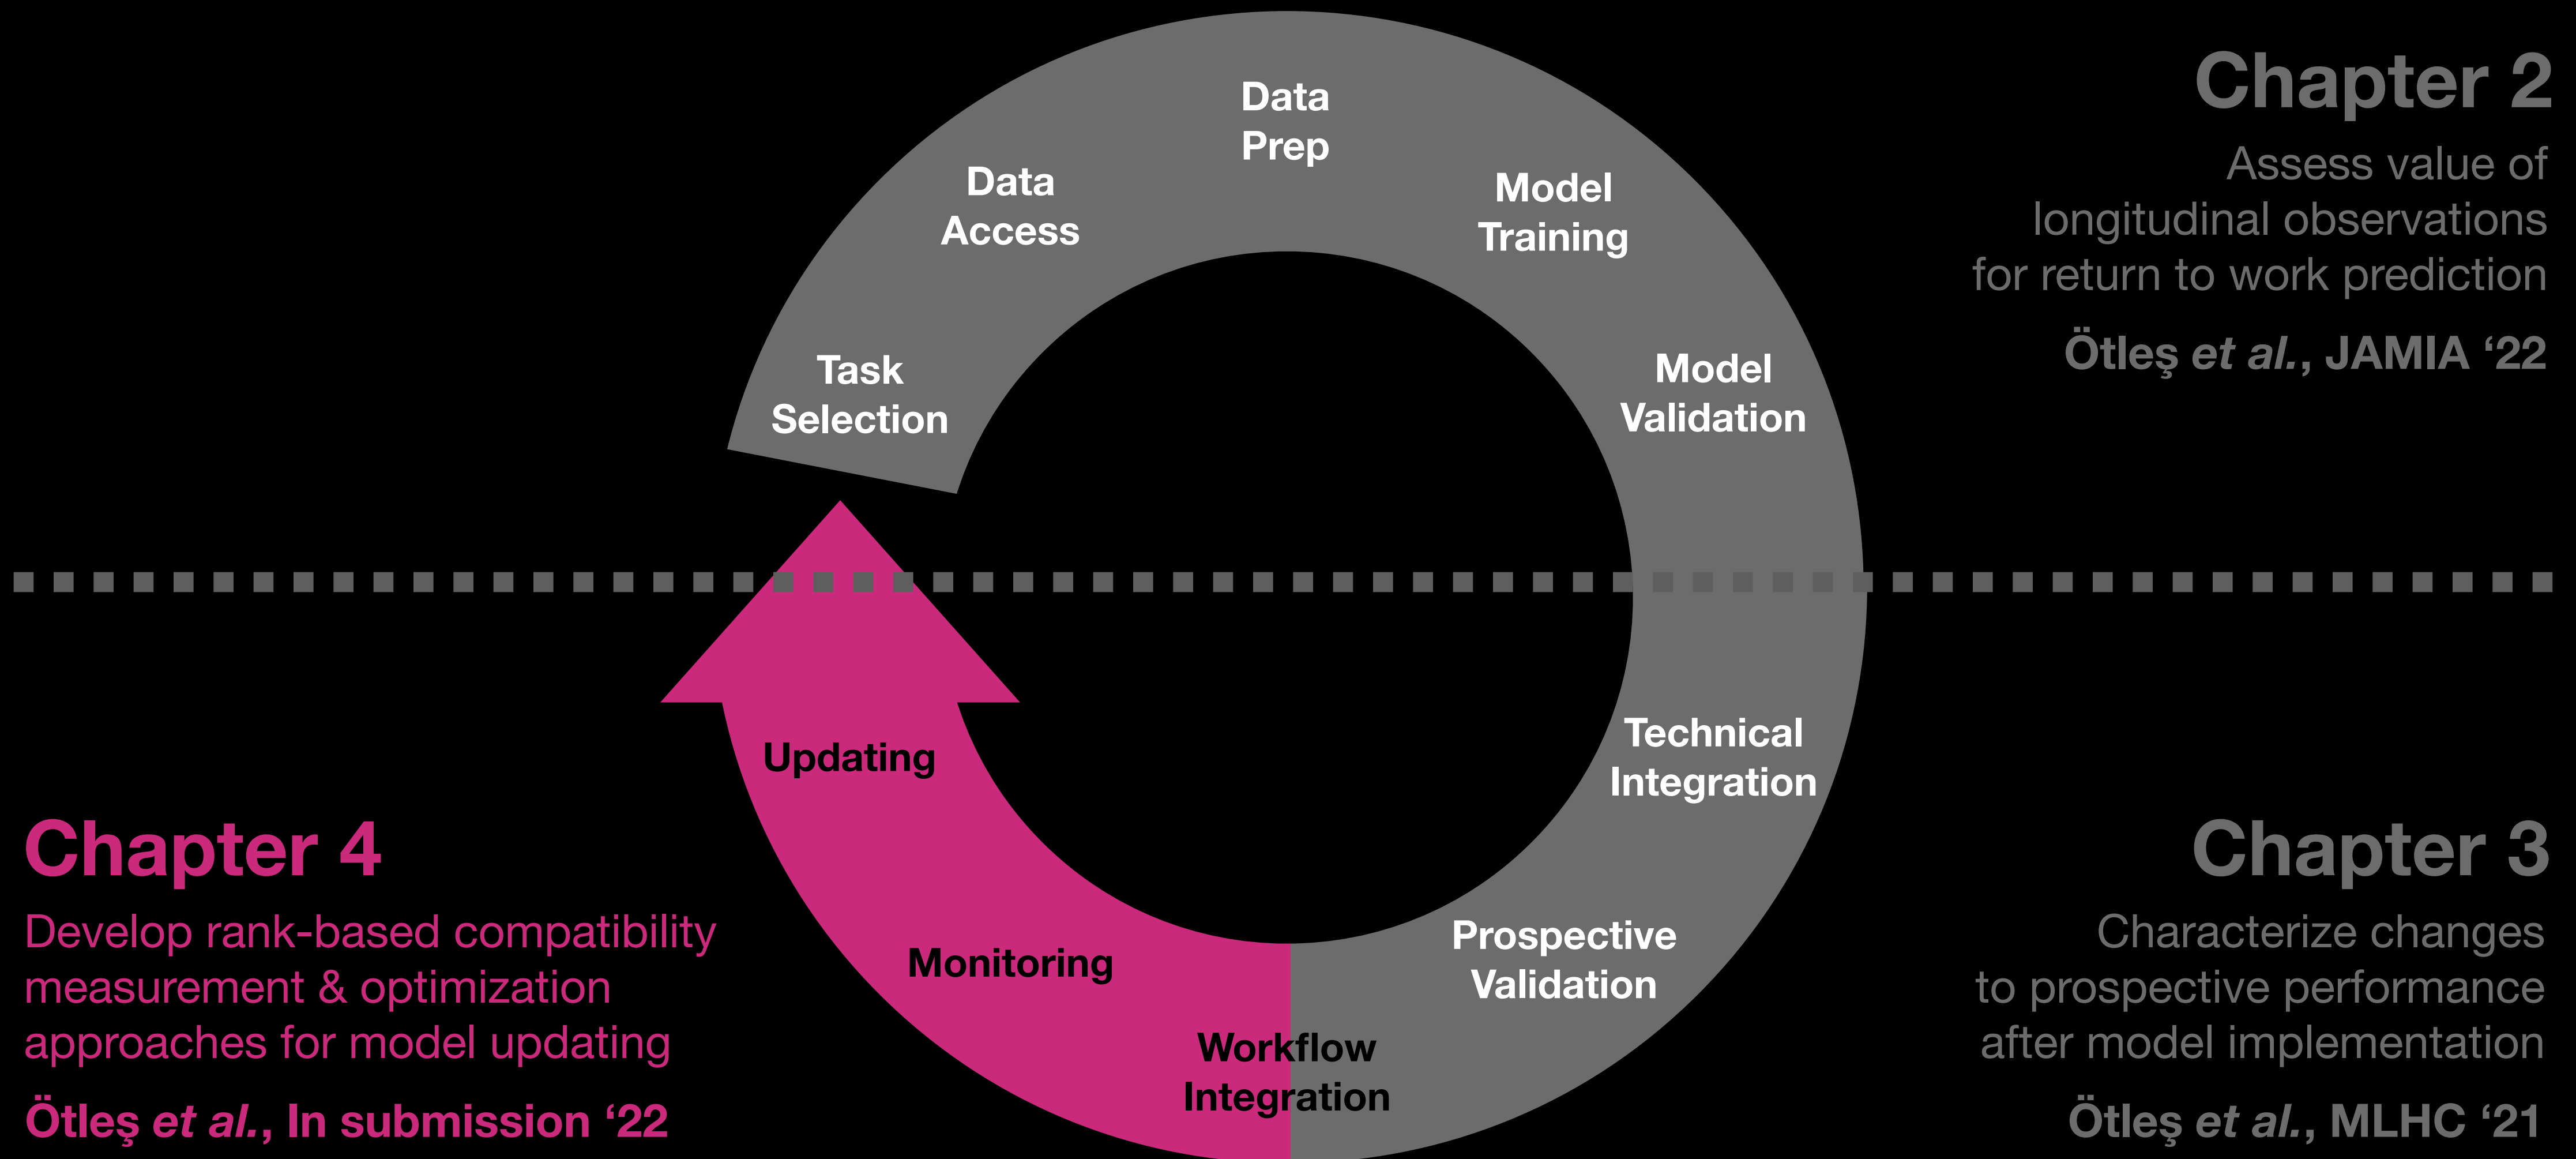 Data
Prep
Data
Access
Model
Training
Task
Selection
Model
Validation
Technical
Integration
Prospective
Validation
Workflow
Integration
Monitoring
Updating
Chapter 2
Assess value of
longitudinal observations
for return to work prediction
Ötleş et al., JAMIA ‘22
Chapter 3
Characterize changes
to prospective performance
after model implementation
Ötleş et al., MLHC ‘21
Chapter 4
Develop rank-based compatibility
measurement & optimization
approaches for model updating
Ötleş et al., In submission ‘22